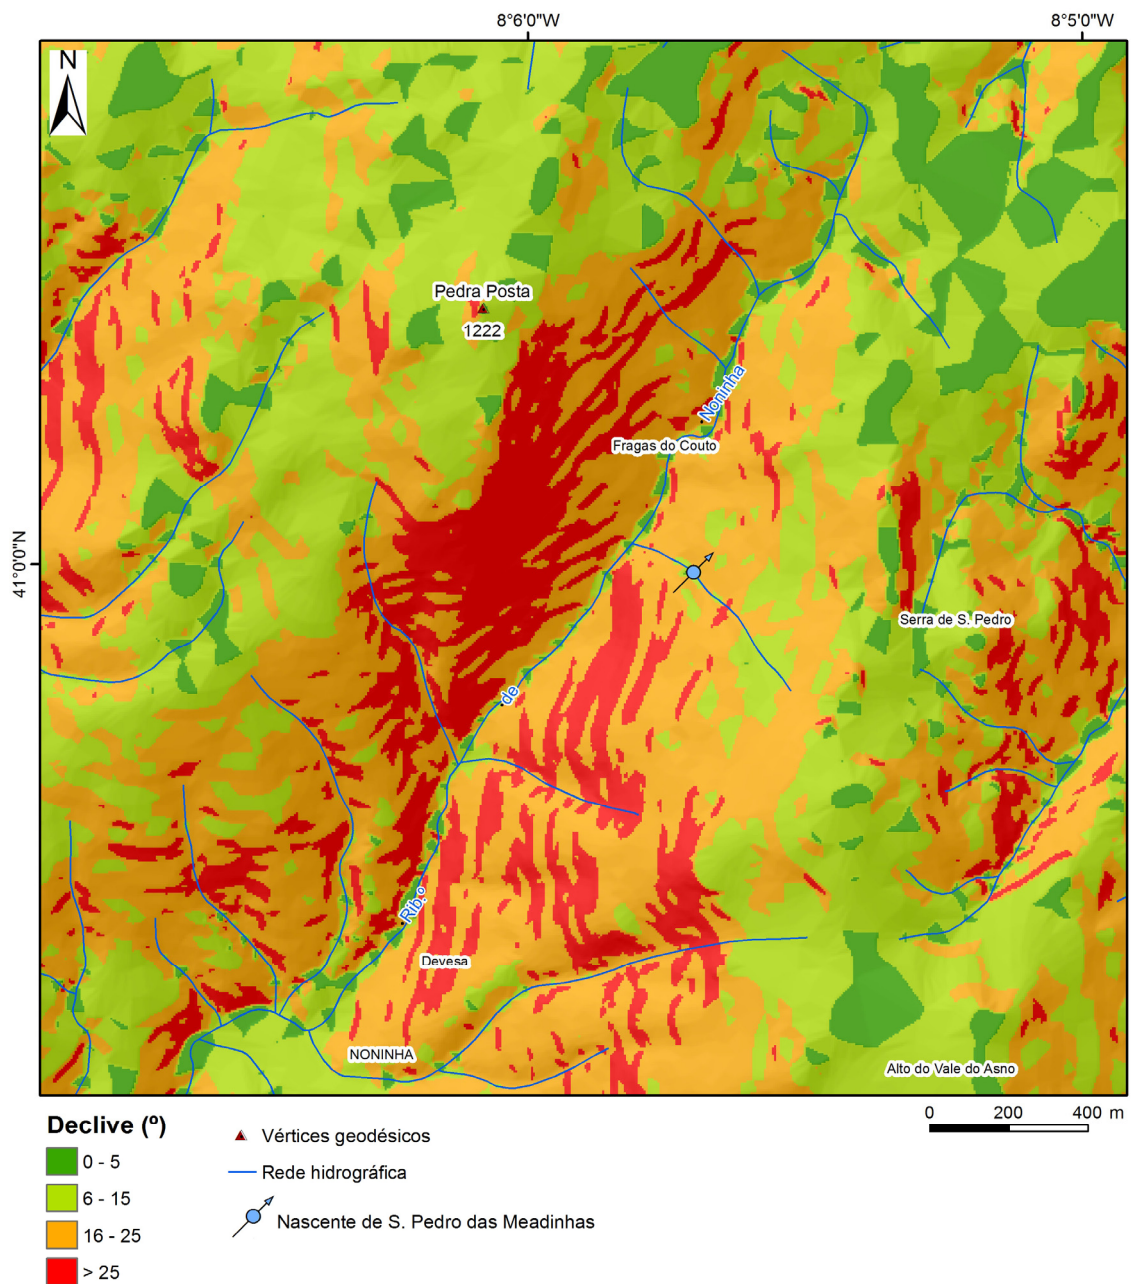 8°6'0"W
8°5'0"W
N
Pedra Posta
1222
Noninha
Fragas do Couto
41°0'0"N
Serra de S. Pedro
de
Rib.º
Devesa
NONINHA
Alto do Vale do Asno
0 200 400 m
Declive (º)
0 - 5
6 - 15
16 - 25
> 25
Vértices geodésicos
Rede hidrográfica
Nascente de S. Pedro das Meadinhas